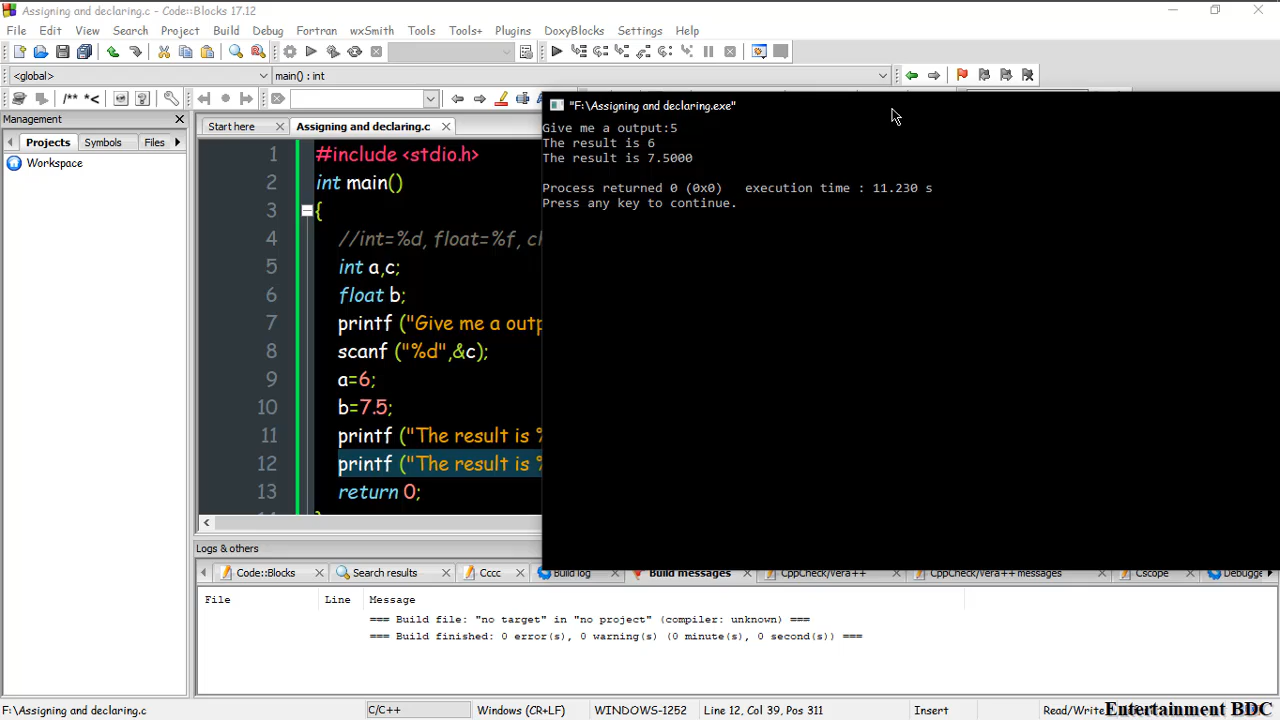 Assigning and declaring.c - Code::Blocks 17.12
File Edit View Search Project Build Debug Fortran wxSmith Tools Tools+ Plugins DoxyBlocks Settings Help
<global> main() : int
/** *<
Management
Projects Symbols Files
Workspace
Start here Assigning and declaring.c
1 #include <stdio.h>
2 int main()
3 {
4 //int=%d, float=%f, c
5 int a,c;
6 float b;
7 printf ("Give me a outp
8 scanf ("%d",&c);
9 a=6;
10 b=7.5;
11 printf ("The result is %
12 printf ("The result is %
13 return 0;
"F:\Assigning and declaring.exe"
Give me a output:5
The result is 6
The result is 7.5000
Process returned 0 (0x0) execution time : 11.230 s
Press any key to continue.
Logs & others
Code::Blocks Search results Cccc Build log Build messages CppCheck/Vera++ CppCheck/Vera++ messages Cscope Debugge
File Line Message
=== Build file: "no target" in "no project" (compiler: unknown) ===
=== Build finished: 0 error(s), 0 warning(s) (0 minute(s), 0 second(s)) ===
F:\Assigning and declaring.c C/C++ Windows (CR+LF) WINDOWS-1252 Line 12, Col 39, Pos 311 Insert Read/Write
Entertainment BDC